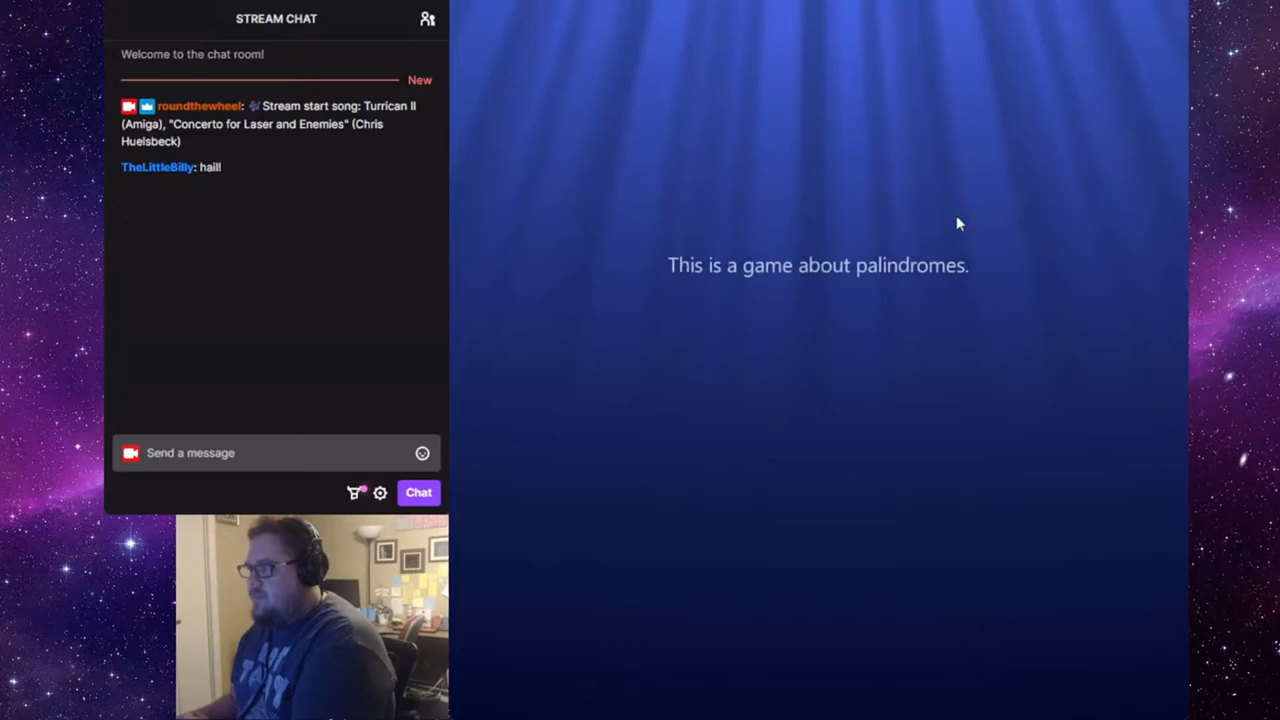 STREAM CHAT
Welcome to the chat room!
New
roundthewheel: Stream start song: Turrican II
(Amiga), "Concerto for Laser and Enemies" (Chris
Huelsbeck)
TheLittleBilly: hail!
This is a game about palindromes.
Send a message
Chat